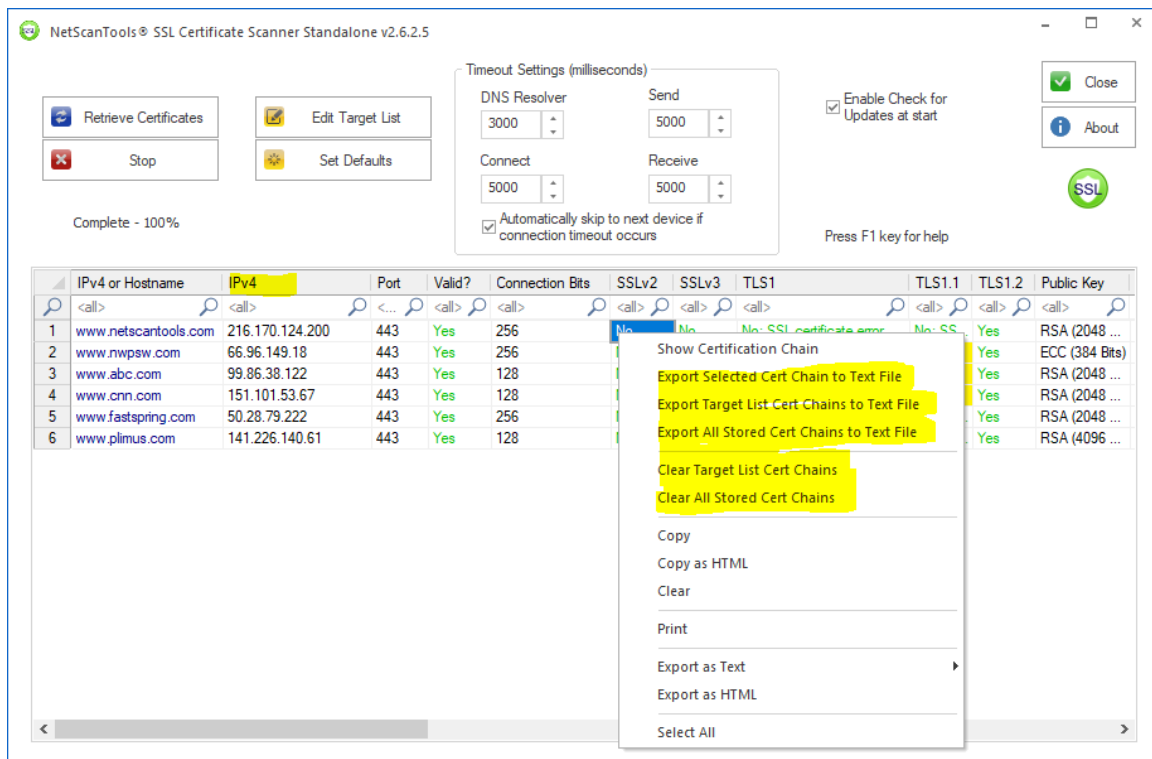 NetScanTools® SSL Certificate Scanner Standalone v2.6.2.5
Retrieve Certificates
Edit Target List
Stop
Set Defaults
Complete - 100%
Timeout Settings (milliseconds)
DNS Resolver Send
3000 5000
Connect Receive
5000 5000
Automatically skip to next device if
connection timeout occurs
Enable Check for
Updates at start
Close
About
SSL
Press F1 key for help
IPv4 or Hostname IPv4 Port Valid? Connection Bits SSLv2 SSLv3 TLS1 TLS1.1 TLS1.2 Public Key
<all> <all> <... <all> <all> <all> <all> <all> <all> <all> <all>
1 www.netscantools.com 216.170.124.200 443 Yes 256 No No No: SSL certificate error No: SS... Yes RSA (2048 ...
2 www.nwpsw.com 66.96.149.18 443 Yes 256 Yes ECC (384 Bits)
3 www.abc.com 99.86.38.122 443 Yes 128 Yes RSA (2048 ...
4 www.cnn.com 151.101.53.67 443 Yes 128 Yes RSA (2048 ...
5 www.fastspring.com 50.28.79.222 443 Yes 256 Yes RSA (2048 ...
6 www.plimus.com 141.226.140.61 443 Yes 128 Yes RSA (4096 ...
Show Certification Chain
Export Selected Cert Chain to Text File
Export Target List Cert Chains to Text File
Export All Stored Cert Chains to Text File
Clear Target List Cert Chains
Clear All Stored Cert Chains
Copy
Copy as HTML
Clear
Print
Export as Text
Export as HTML
Select All